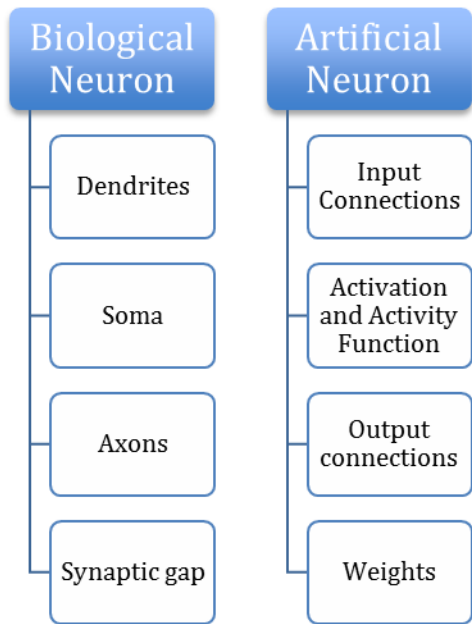 Biological
Neuron
Dendrites
Soma
Axons
Synaptic gap
Artificial
Neuron
Input
Connections
Activation
and Activity
Function
Output
connections
Weights